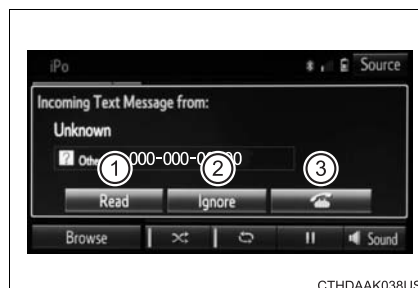 iPo
Source
Incoming Text Message from:
Unknown
? Othe 000-000-0 00
1 2 3
Read Ignore
Browse Sound
CTHDAAK038US